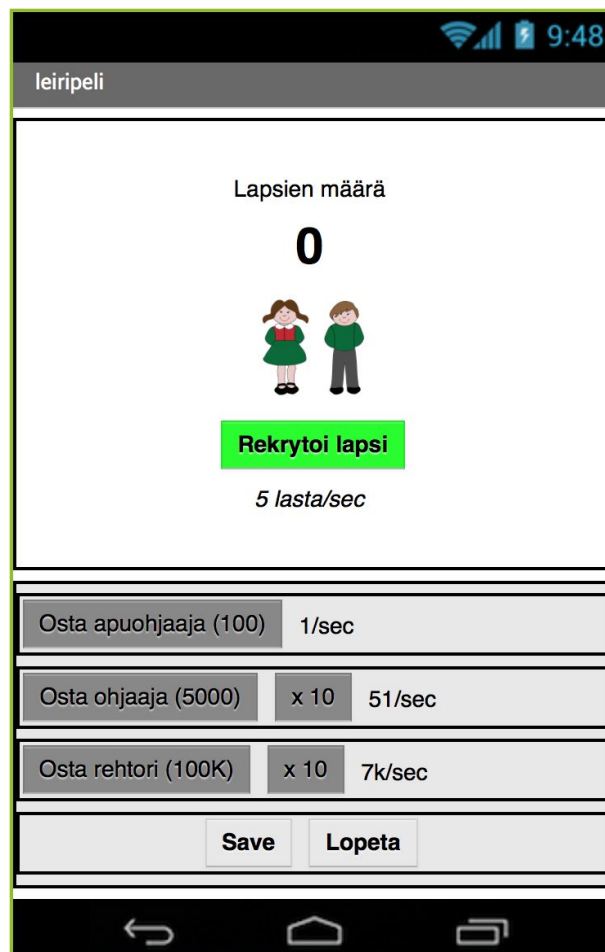 9:48
leiripeli
Lapsien määrä
0
Rekrytoi lapsi
5 lasta/sec
Osta apuohjaaja (100) 1/sec
Osta ohjaaja (5000) x 10 51/sec
Osta rehtori (100K) x 10 7k/sec
Save Lopeta